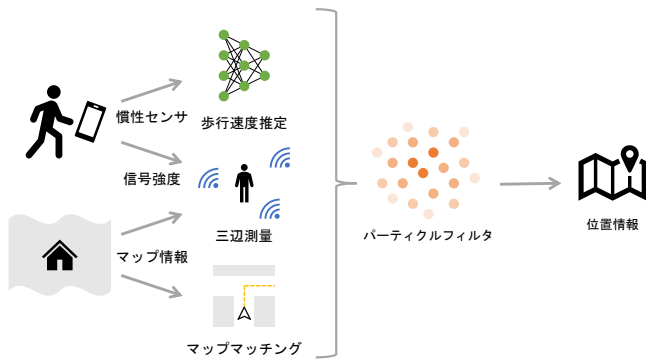 慣性センサ
歩行速度推定
信号強度
三辺測量
マップ情報
マップマッチング
パーティクルフィルタ
位置情報